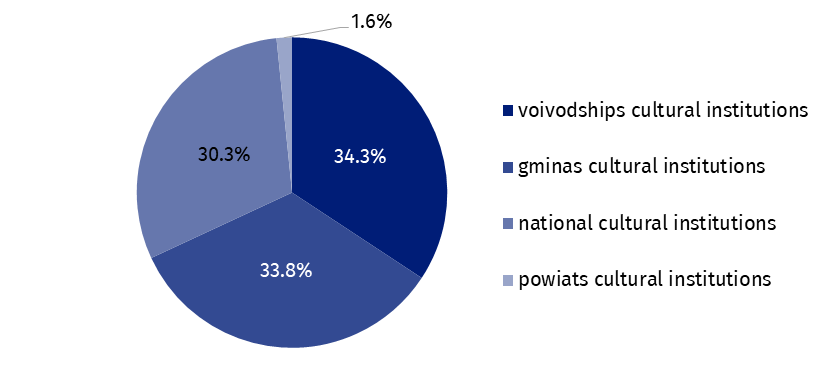 1.6%
voivodships cultural institutions
30.3%
34.3%
gminas cultural institutions
national cultural institutions
33.8%
powiats cultural institutions